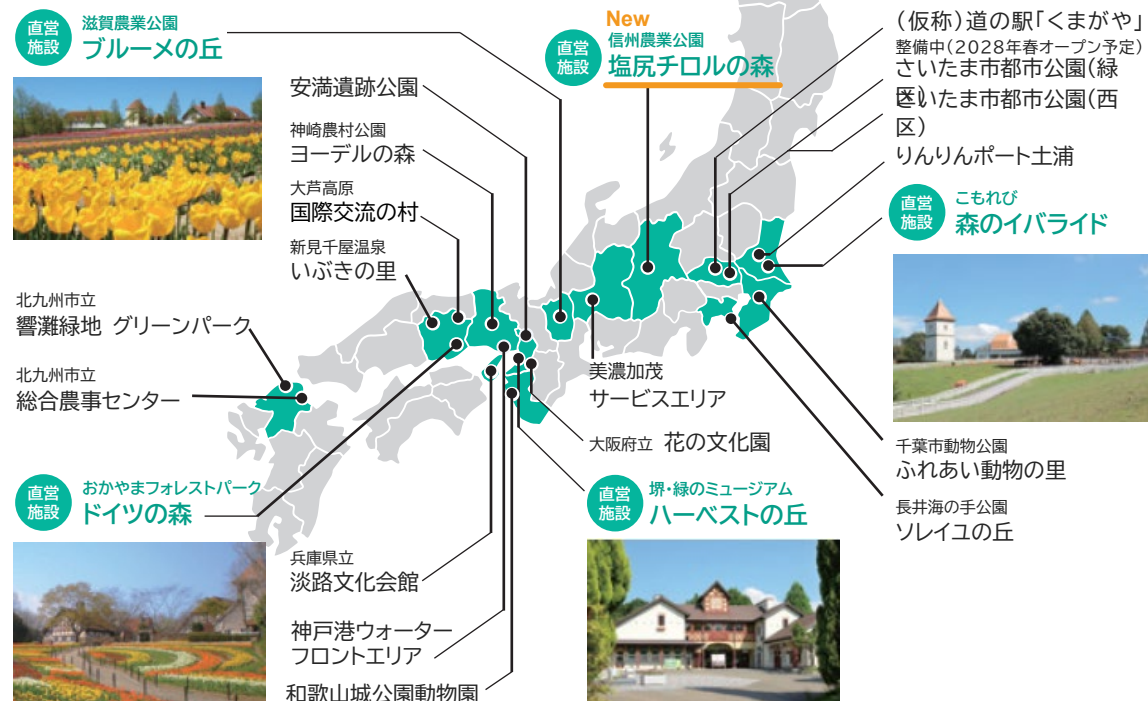 直営
施設
滋賀農業公園
ブルーメの丘
New
直営
施設
信州農業公園
塩尻チロルの森
(仮称)道の駅「くまがや」
整備中(2028年春オープン予定)
さいたま市都市公園(緑
区)
さいたま市都市公園(西
区)
りんりんポート土浦
直営
施設
こもれび
森のイバライド
安満遺跡公園
神崎農村公園
ヨーデルの森
大芦高原
国際交流の村
新見千屋温泉
いぶきの里
北九州市立
響灘緑地 グリーンパーク
北九州市立
総合農事センター
美濃加茂
サービスエリア
大阪府立 花の文化園
千葉市動物公園
ふれあい動物の里
長井海の手公園
ソレイユの丘
直営
施設
おかやまフォレストパーク
ドイツの森
直営
施設
堺・緑のミュージアム
ハーベストの丘
兵庫県立
淡路文化会館
神戸港ウォーター
フロントエリア
和歌山城公園動物園